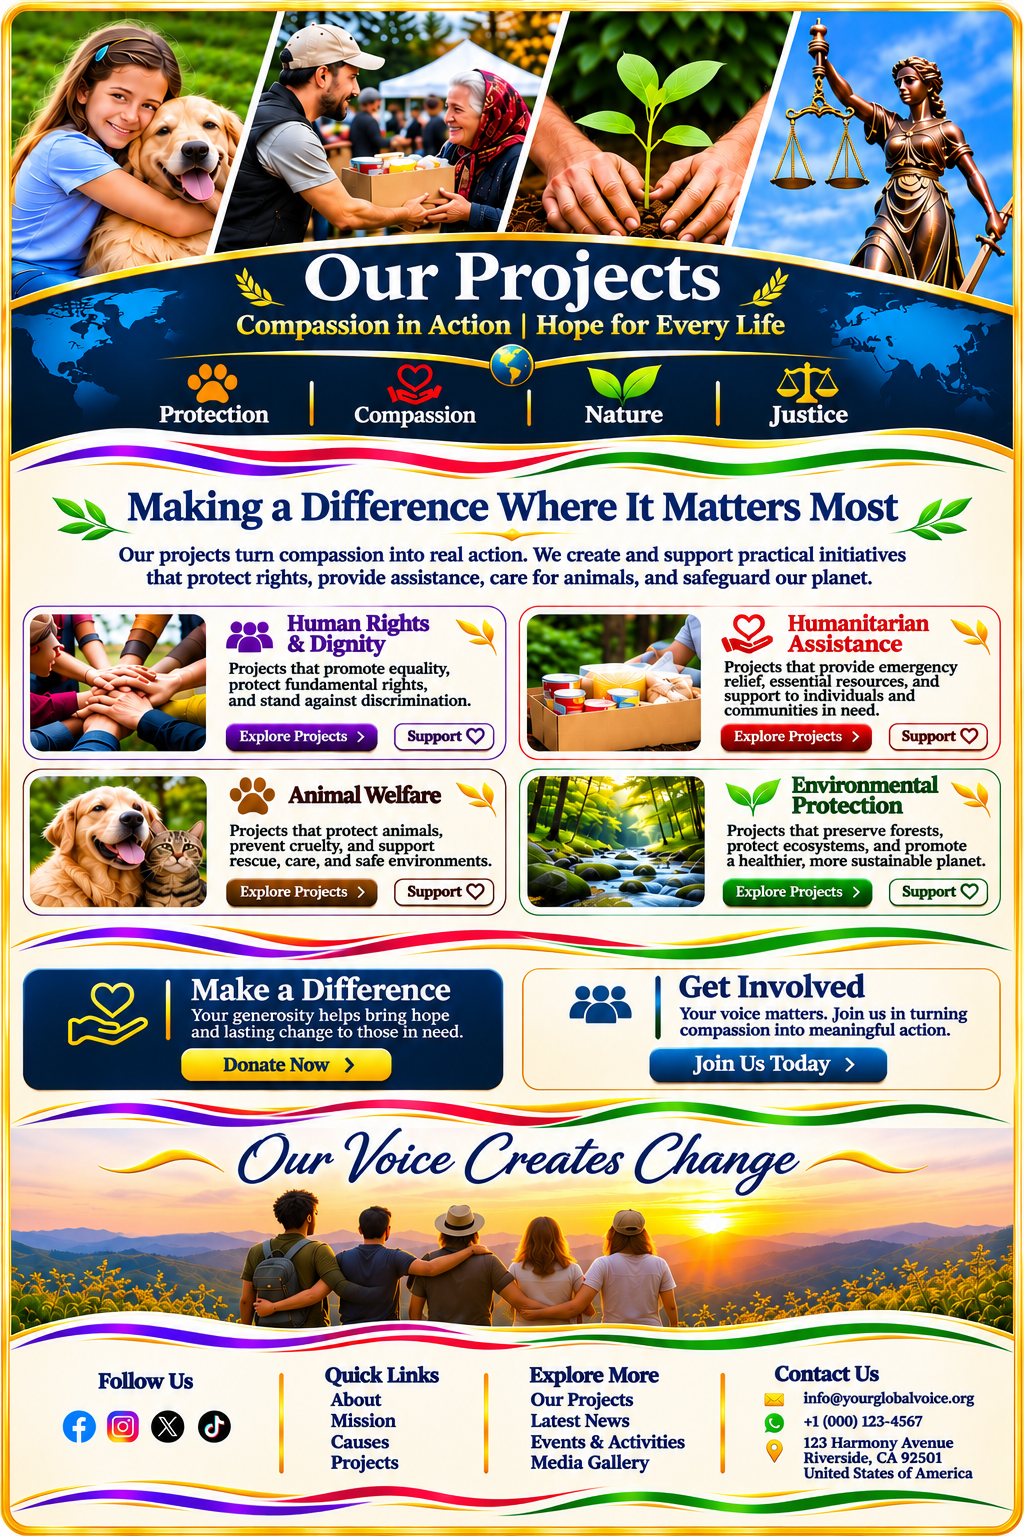 Our Projects
Compassion in Action | Hope for Every Life
Protection
Compassion
Nature
Justice
Making a Difference Where It Matters Most
Our projects turn compassion into real action. We create and support practical initiatives
that protect rights, provide assistance, care for animals, and safeguard our planet.
Human Rights
& Dignity
Projects that promote equality,
protect fundamental rights,
and stand against discrimination.
Explore Projects >
Support
Humanitarian
Assistance
Projects that provide emergency
relief, essential resources, and
support to individuals and
communities in need.
Explore Projects >
Support
Animal Welfare
Projects that protect animals,
prevent cruelty, and support
rescue, care, and safe environments.
Explore Projects >
Support
Environmental
Protection
Projects that preserve forests,
protect ecosystems, and promote
a healthier, more sustainable planet.
Explore Projects >
Support
Make a Difference
Your generosity helps bring hope
and lasting change to those in need.
Donate Now >
Get Involved
Your voice matters. Join us in turning
compassion into meaningful action.
Join Us Today >
Our Voice Creates Change
Follow Us
Quick Links
About
Mission
Causes
Projects
Explore More
Our Projects
Latest News
Events & Activities
Media Gallery
Contact Us
info@yourglobalvoice.org
+1 (000) 123-4567
123 Harmony Avenue
Riverside, CA 92501
United States of America